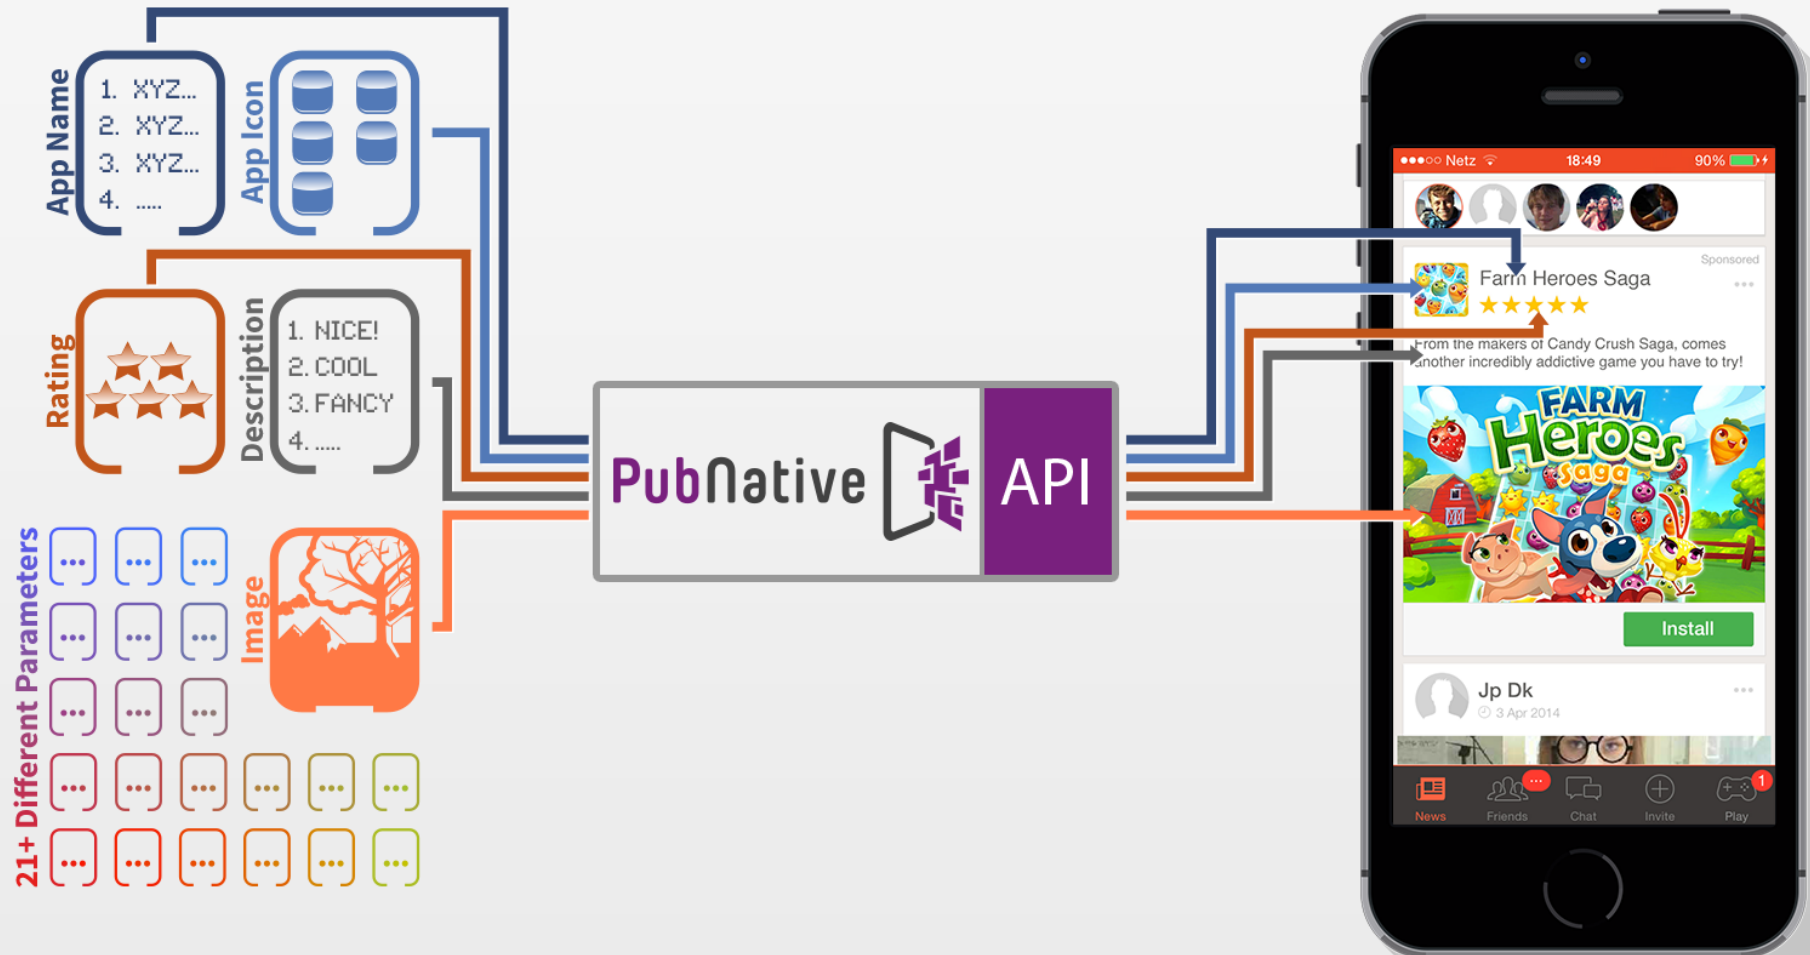 App Name
1. XYZ...
2. XYZ...
3. XYZ...
4. .....
App Icon
Rating
Description
1. NICE!
2. COOL
3. FANCY
4. .....
21+ Different Parameters
Image
PubNative
API
Netz 18:49 90%
Sponsored
Farm Heroes Saga
From the makers of Candy Crush Saga, comes
another incredibly addictive game you have to try!
FARM
Heroes
Saga
Install
Jp Dk
3 Apr 2014
1
News Friends Chat Invite Play